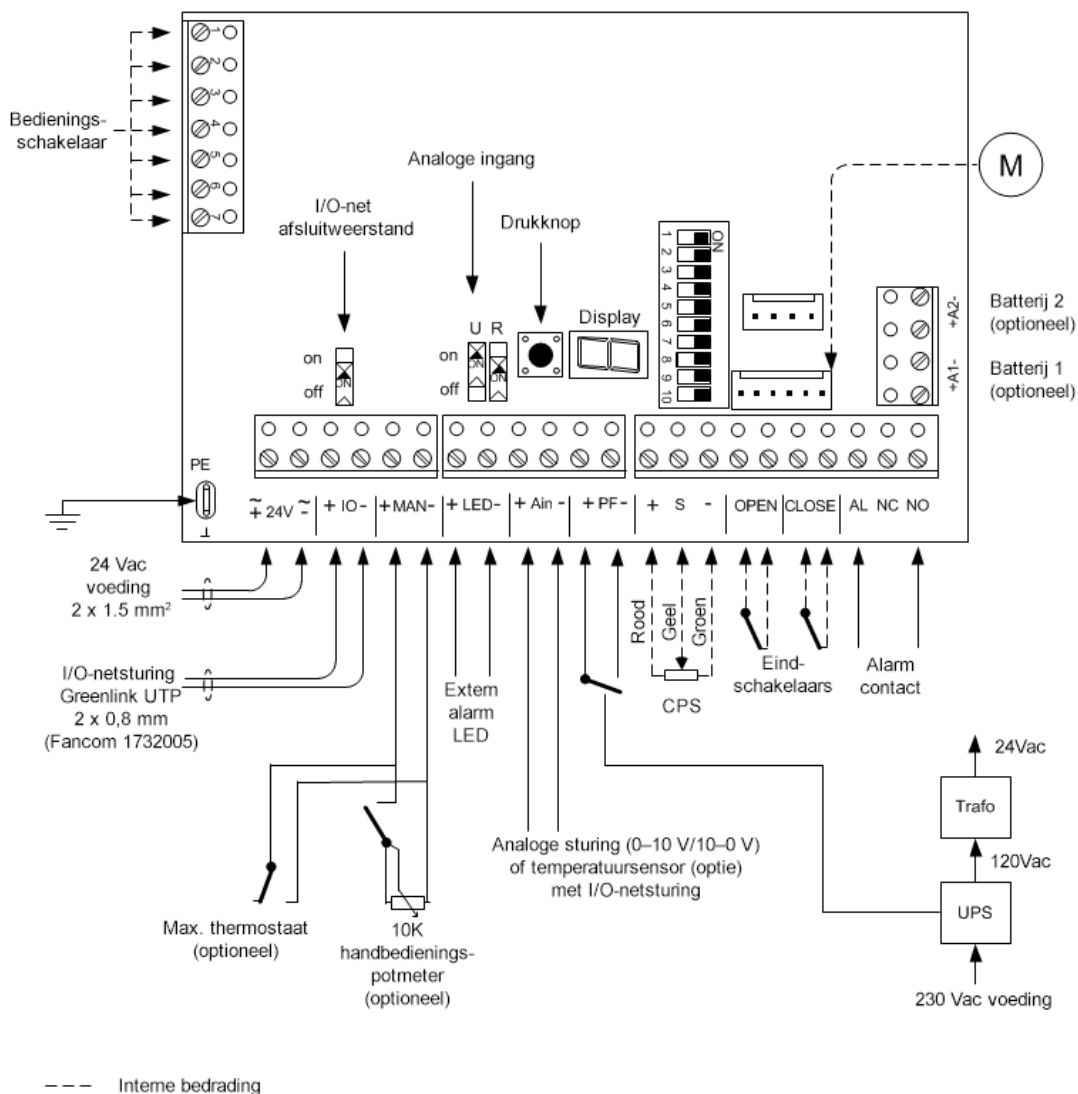 1
2
3
4
5
6
7
Bedienings-
schakelaar
Analoge ingang
I/O-net
afsluitweerstand
Drukknop
M
ON
1
2
3
4
5
6
7
8
9
10
U R
Display
on
off
ON
on
off
ON
ON
+A2-
+A1-
Batterij 2
(optioneel)
Batterij 1
(optioneel)
PE
+ 24V -
+ IO -
+ MAN -
+ LED -
+ Ain -
+ PF -
+ S -
OPEN
CLOSE
AL NC NO
24 Vac
voeding
2 x 1.5 mm²
I/O-netsturing
Greenlink UTP
2 x 0,8 mm
(Fancom 1732005)
Extern
alarm
LED
Rood
Geel
Groen
CPS
Eind-
schakelaars
Alarm
contact
24Vac
Trafo
120Vac
UPS
230 Vac voeding
Analoge sturing (0–10 V/10–0 V)
of temperatuursensor (optie)
met I/O-netsturing
Max. thermostaat
(optioneel)
10K
handbedienings-
potmeter
(optioneel)
--- Interne bedrading